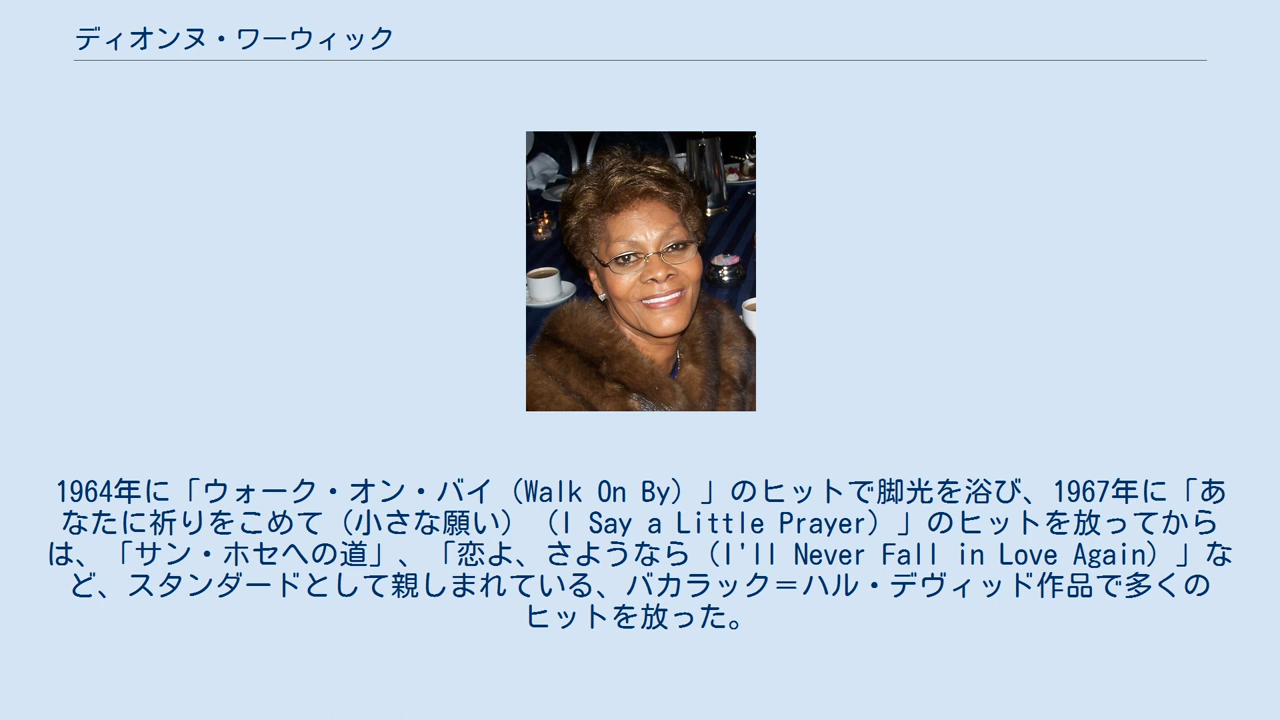 ディオンヌ・ワーウィック
1964年に「ウォーク・オン・バイ（Walk On By）」のヒットで脚光を浴び、1967年に「あ
なたに祈りをこめて（小さな願い）（I Say a Little Prayer）」のヒットを放ってから
は、「サン・ホセへの道」、「恋よ、さようなら（I'll Never Fall in Love Again）」な
ど、スタンダードとして親しまれている、バカラック＝ハル・デヴィッド作品で多くの
ヒットを放った。